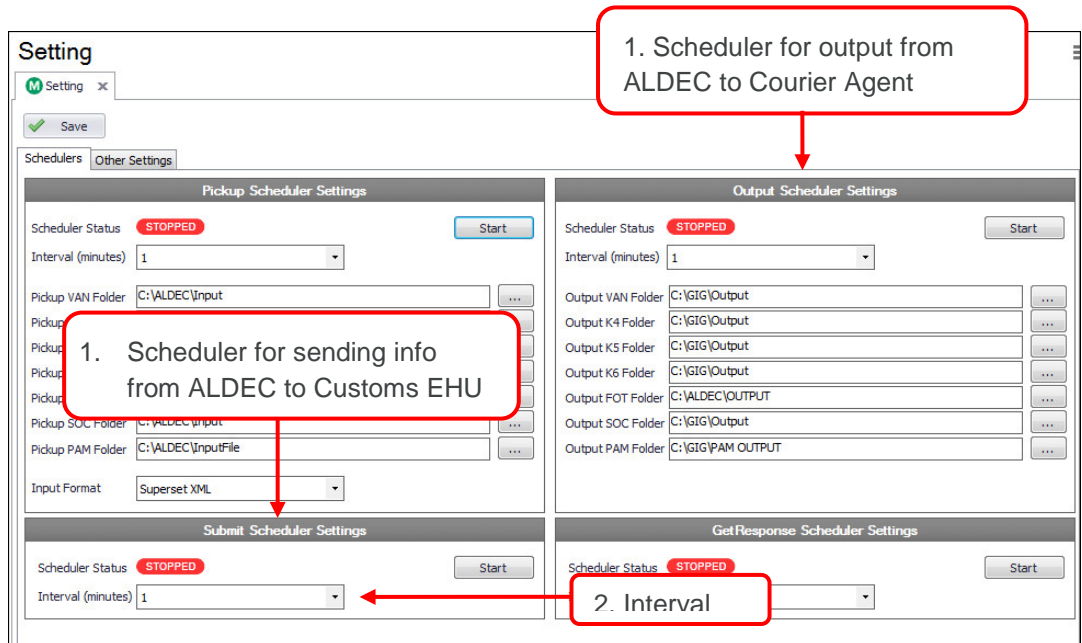 Setting
1. Scheduler for output from
ALDEC to Courier Agent
Setting x
Save
Schedulers Other Settings
Pickup Scheduler Settings
Scheduler Status STOPPED Start
Interval (minutes) 1
Pickup VAN Folder C:\ALDEC\Input ...
Pickup
Pickup
Pickup
Pickup
1. Scheduler for sending info
from ALDEC to Customs EHU
Pickup SOC Folder C:\ALDEC\Input ...
Pickup PAM Folder C:\ALDEC\InputFile ...
Input Format Superset XML
Output Scheduler Settings
Scheduler Status STOPPED Start
Interval (minutes) 1
Output VAN Folder C:\GIG\Output ...
Output K4 Folder C:\GIG\Output ...
Output K5 Folder C:\GIG\Output ...
Output K6 Folder C:\GIG\Output ...
Output FOT Folder C:\ALDEC\OUTPUT ...
Output SOC Folder C:\GIG\Output ...
Output PAM Folder C:\GIG\PAM OUTPUT ...
Submit Scheduler Settings
Scheduler Status STOPPED Start
Interval (minutes) 1
GetResponse Scheduler Settings
Scheduler Status STOPPED Start
2. Interval